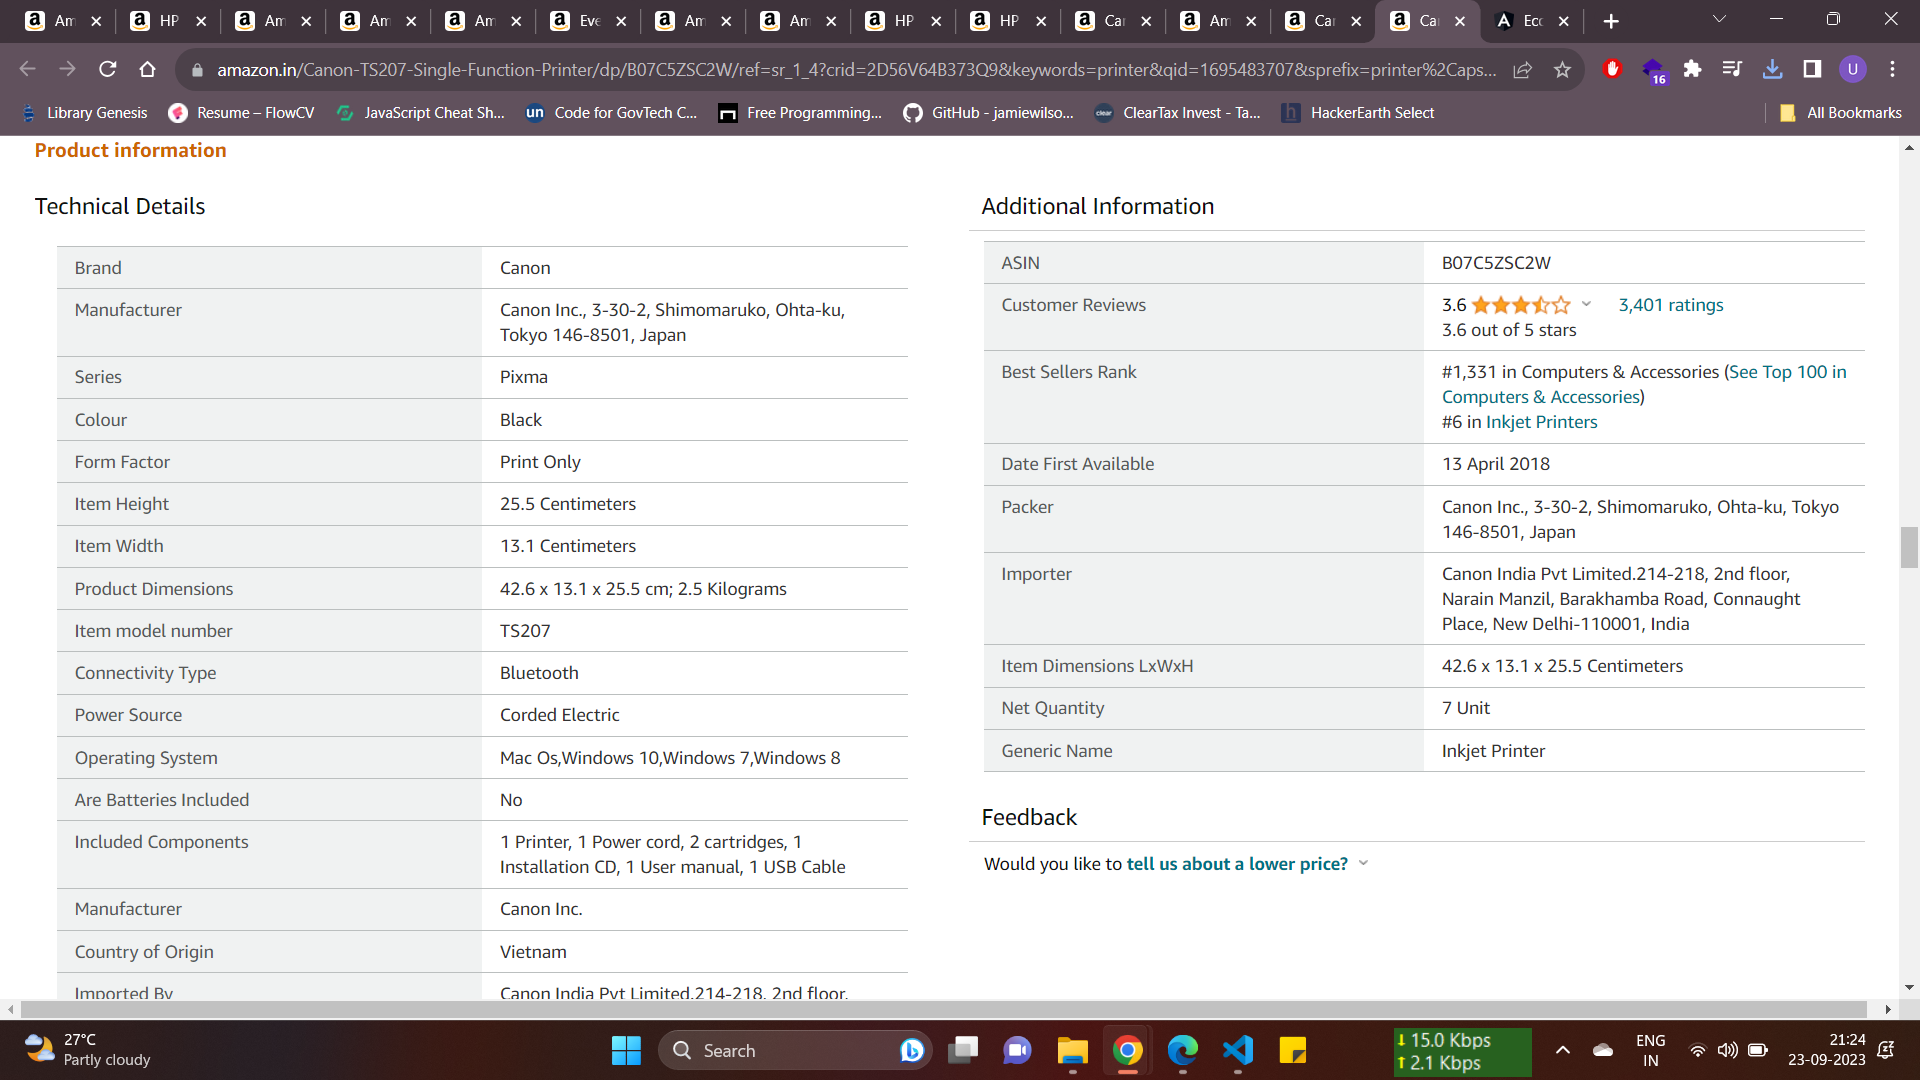 Am
HP
Am
Am
Am
Eve
Am
Am
HP
HP
Car
Am
Car
Car
Ecc
amazon.in/Canon-TS207-Single-Function-Printer/dp/B07C5ZSC2W/ref=sr_1_4?crid=2D56V64B373Q9&keywords=printer&qid=1695483707&sprefix=printer%2Caps...
16
U
Library Genesis
Resume – FlowCV
JavaScript Cheat Sh...
un Code for GovTech C...
Free Programming...
GitHub - jamiewilso...
clear ClearTax Invest - Ta...
h HackerEarth Select
All Bookmarks
Product information
Technical Details
Brand Canon
Manufacturer Canon Inc., 3-30-2, Shimomaruko, Ohta-ku,
Tokyo 146-8501, Japan
Series Pixma
Colour Black
Form Factor Print Only
Item Height 25.5 Centimeters
Item Width 13.1 Centimeters
Product Dimensions 42.6 x 13.1 x 25.5 cm; 2.5 Kilograms
Item model number TS207
Connectivity Type Bluetooth
Power Source Corded Electric
Operating System Mac Os,Windows 10,Windows 7,Windows 8
Are Batteries Included No
Included Components 1 Printer, 1 Power cord, 2 cartridges, 1
Installation CD, 1 User manual, 1 USB Cable
Manufacturer Canon Inc.
Country of Origin Vietnam
Imported By Canon India Pvt Limited.214-218, 2nd floor,
Additional Information
ASIN B07C5ZSC2W
Customer Reviews 3.6 3,401 ratings
3.6 out of 5 stars
Best Sellers Rank #1,331 in Computers & Accessories (See Top 100 in
Computers & Accessories)
#6 in Inkjet Printers
Date First Available 13 April 2018
Packer Canon Inc., 3-30-2, Shimomaruko, Ohta-ku, Tokyo
146-8501, Japan
Importer Canon India Pvt Limited.214-218, 2nd floor,
Narain Manzil, Barakhamba Road, Connaught
Place, New Delhi-110001, India
Item Dimensions LxWxH 42.6 x 13.1 x 25.5 Centimeters
Net Quantity 7 Unit
Generic Name Inkjet Printer
Feedback
Would you like to tell us about a lower price?
27°C
Partly cloudy
Search
15.0 Kbps
2.1 Kbps
ENG
IN
21:24
23-09-2023